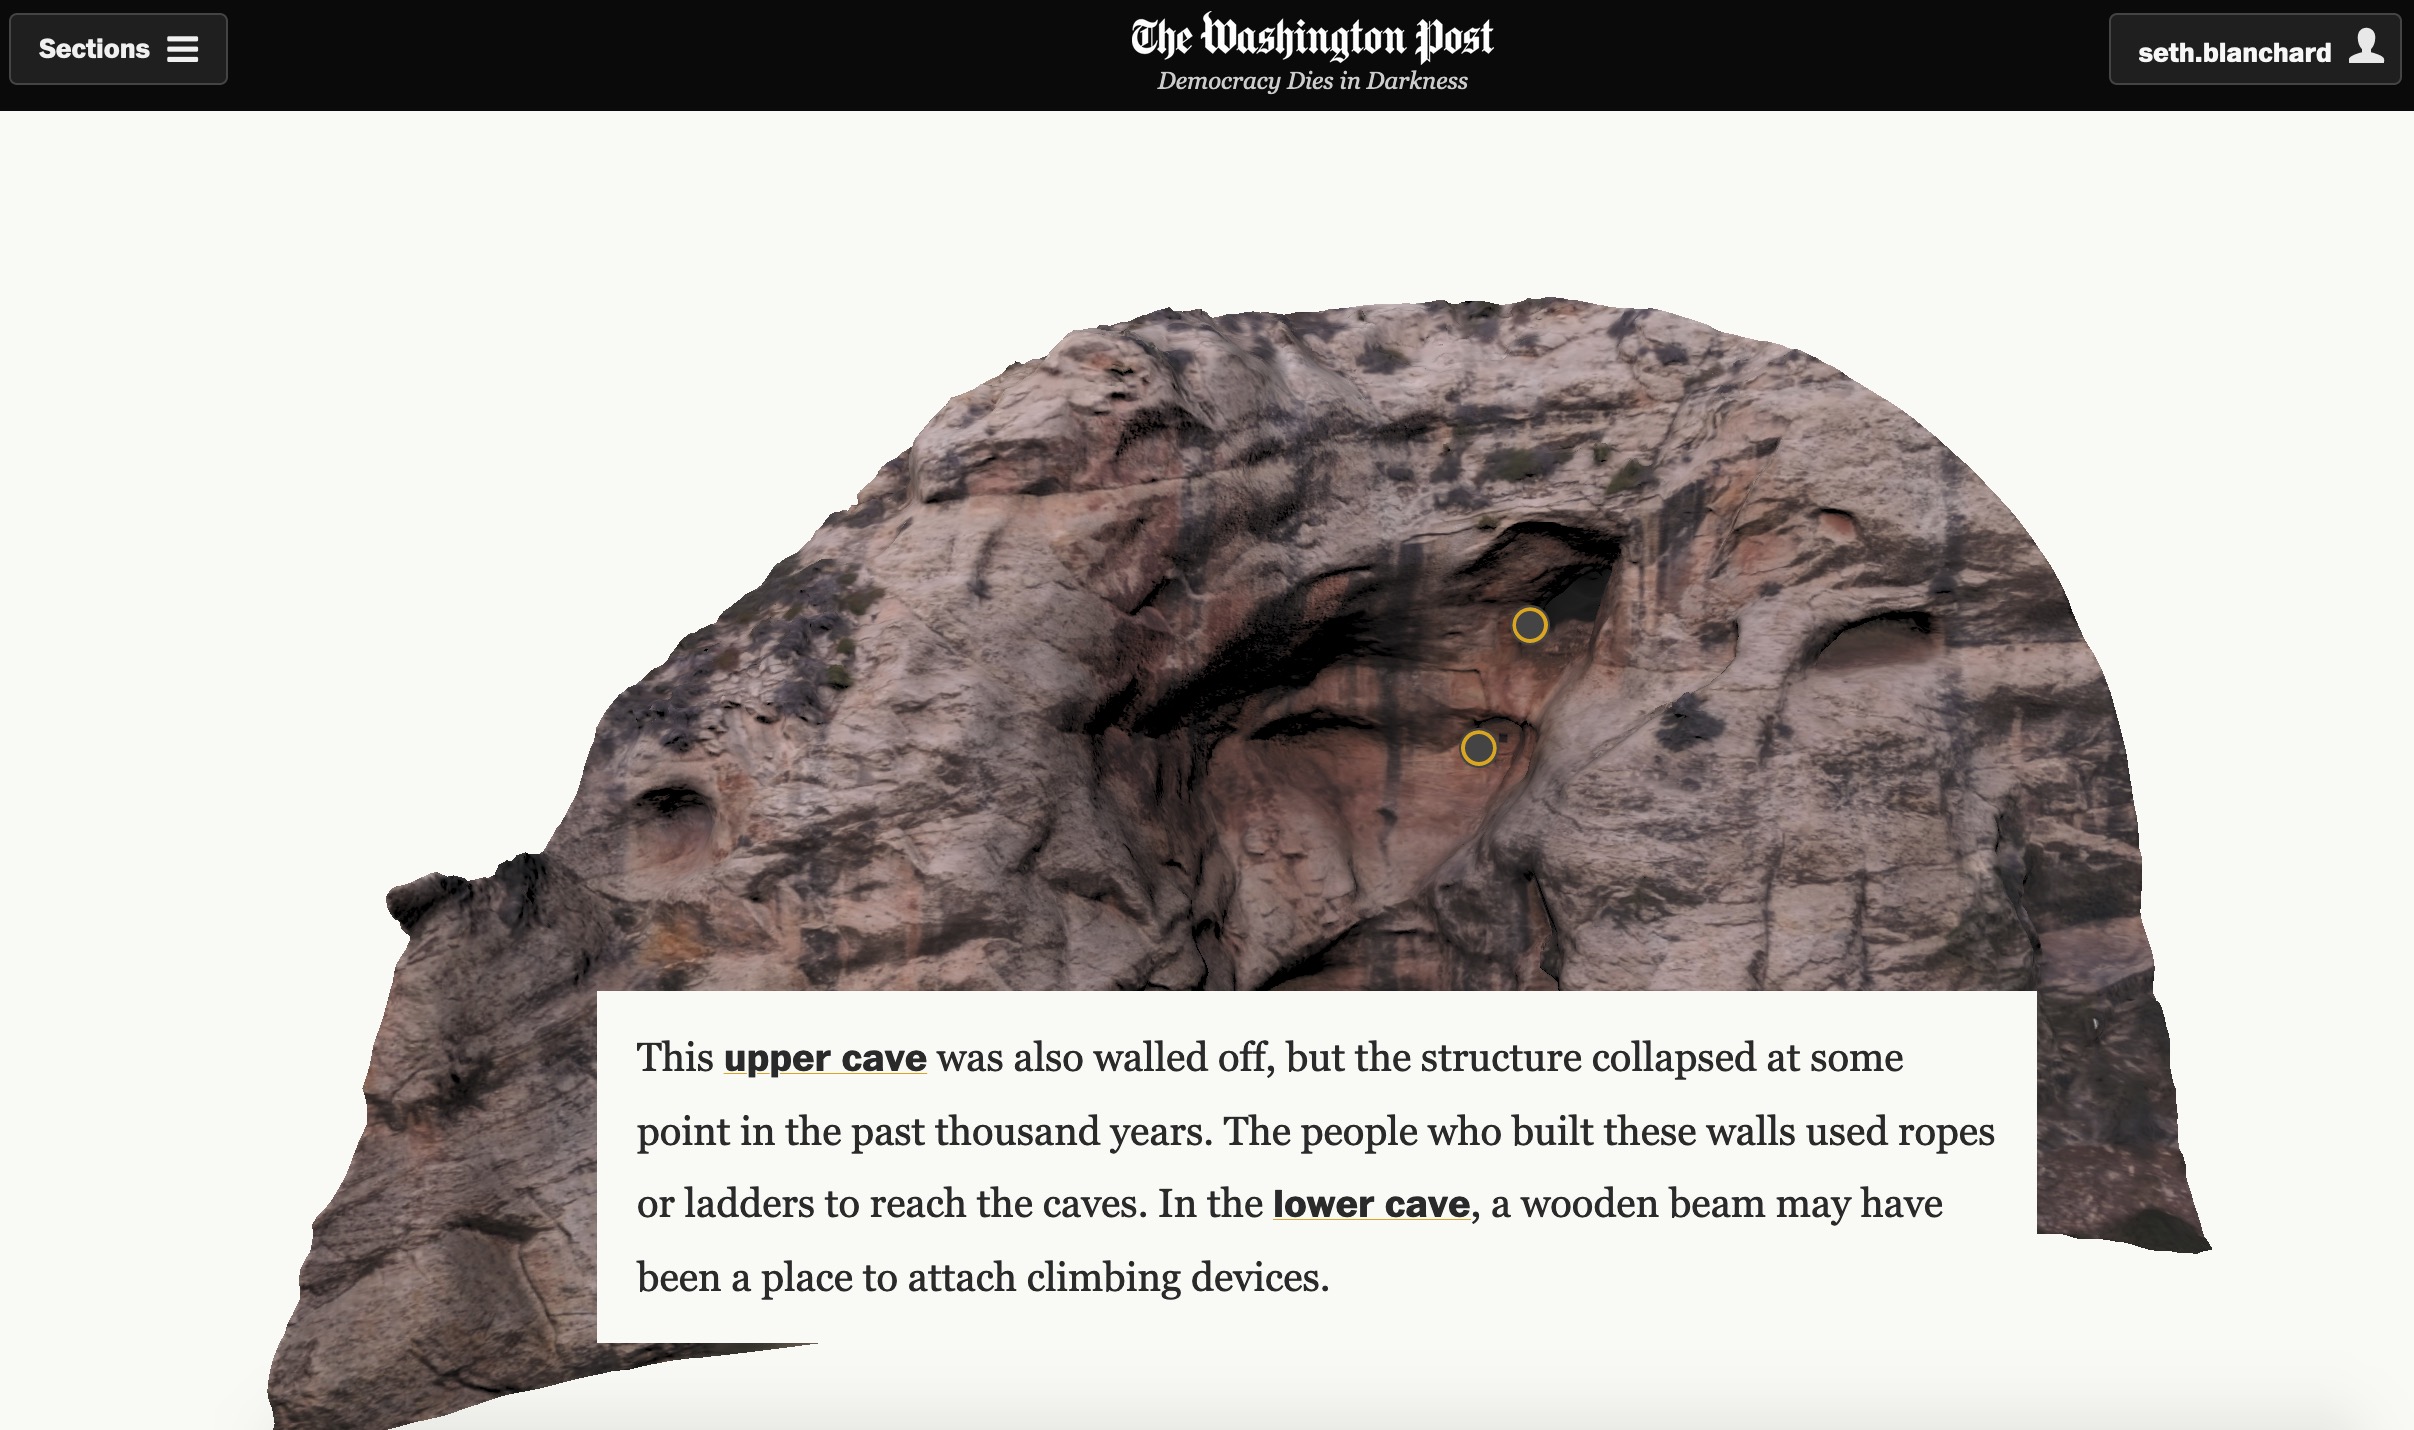 Sections
The Washington Post
Democracy Dies in Darkness
seth.blanchard
This upper cave was also walled off, but the structure collapsed at some
point in the past thousand years. The people who built these walls used ropes
or ladders to reach the caves. In the lower cave, a wooden beam may have
been a place to attach climbing devices.